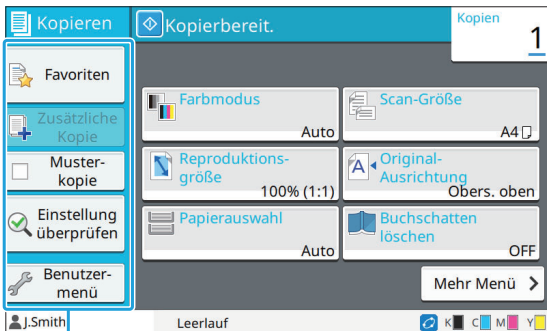 Kopieren
Kopierbereit.
Kopien
1
Favoriten
Zusätzliche
Kopie
Muster-
kopie
Einstellung
überprüfen
Benutzer-
menü
Farbmodus
Auto
Scan-Größe
A4
Reproduktions-
größe
100% (1:1)
Original-
Ausrichtung
Obers. oben
Papierauswahl
Auto
Buchschatten
löschen
OFF
Mehr Menü
J.Smith
Leerlauf
K C M Y